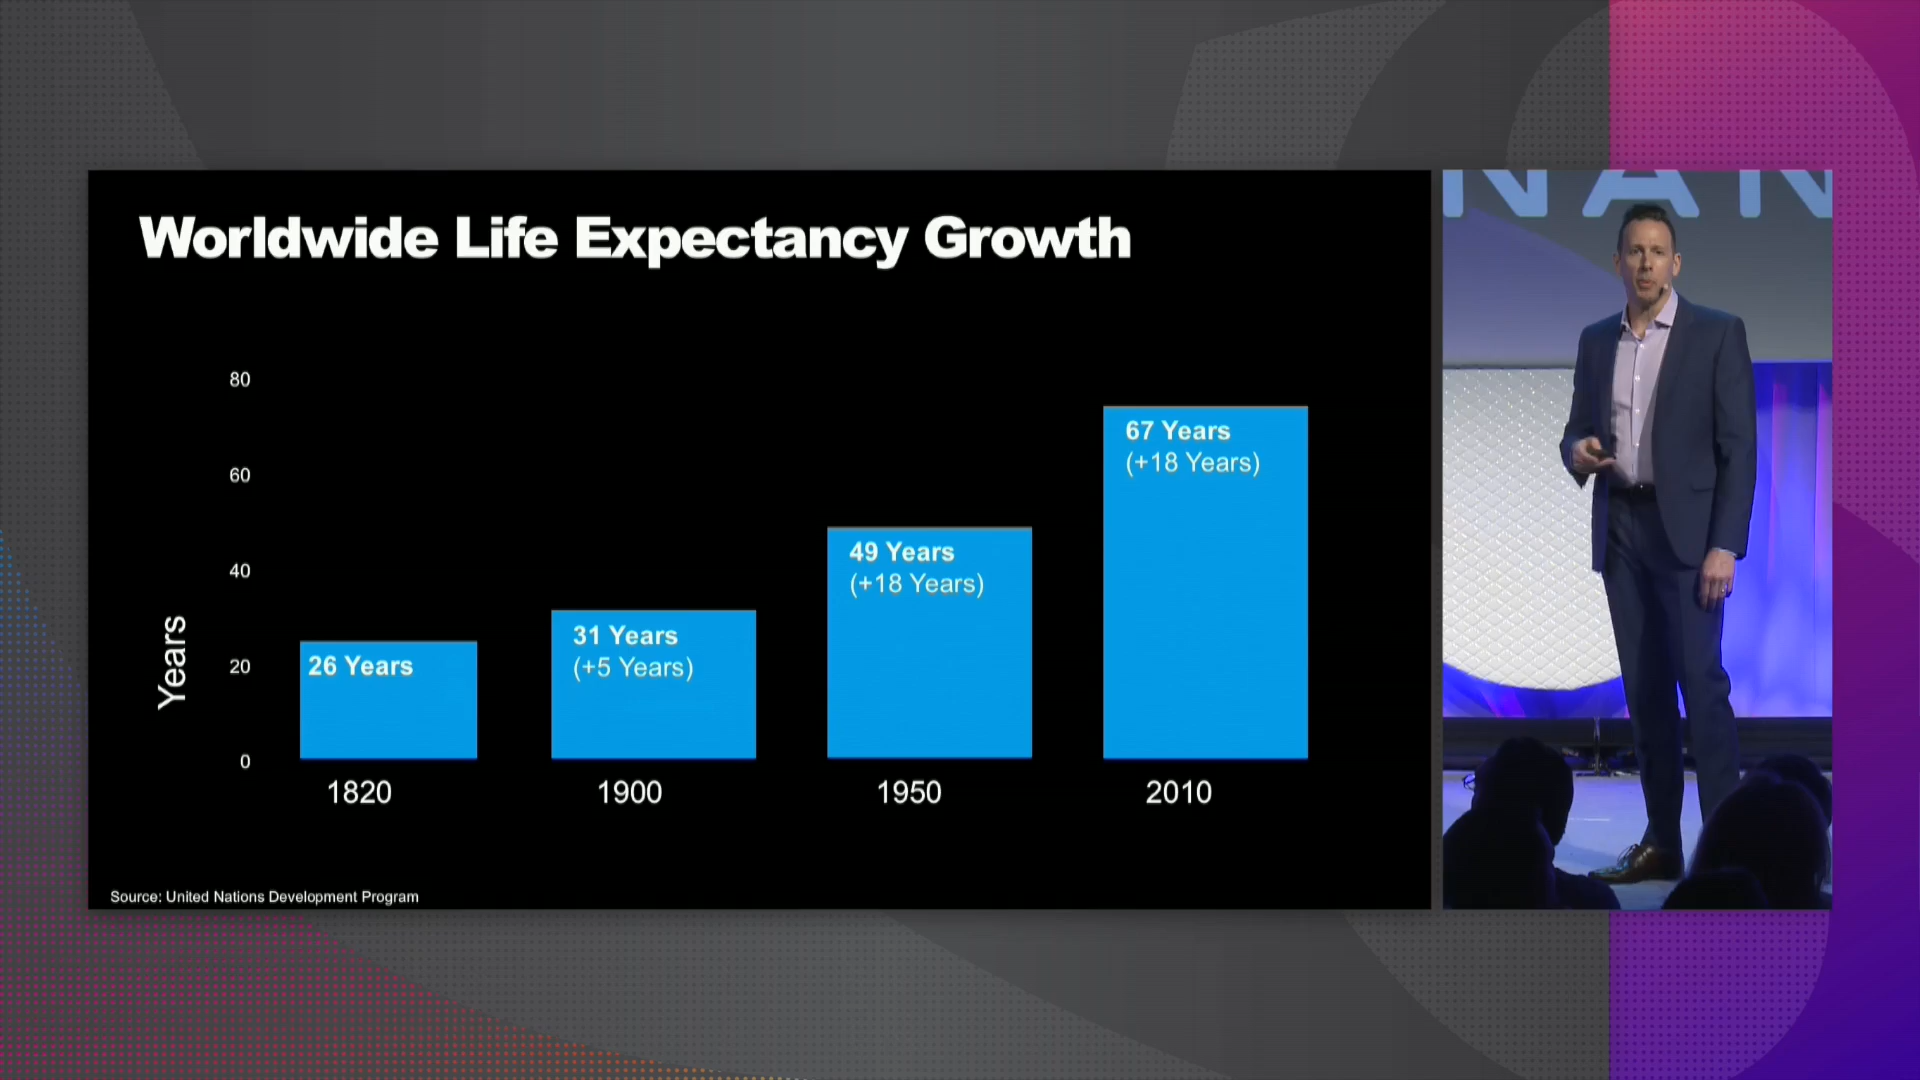 Worldwide Life Expectancy Growth
80
60
40
20
0
Years
26 Years
31 Years
(+5 Years)
49 Years
(+18 Years)
67 Years
(+18 Years)
1820
1900
1950
2010
Source: United Nations Development Program
NAN